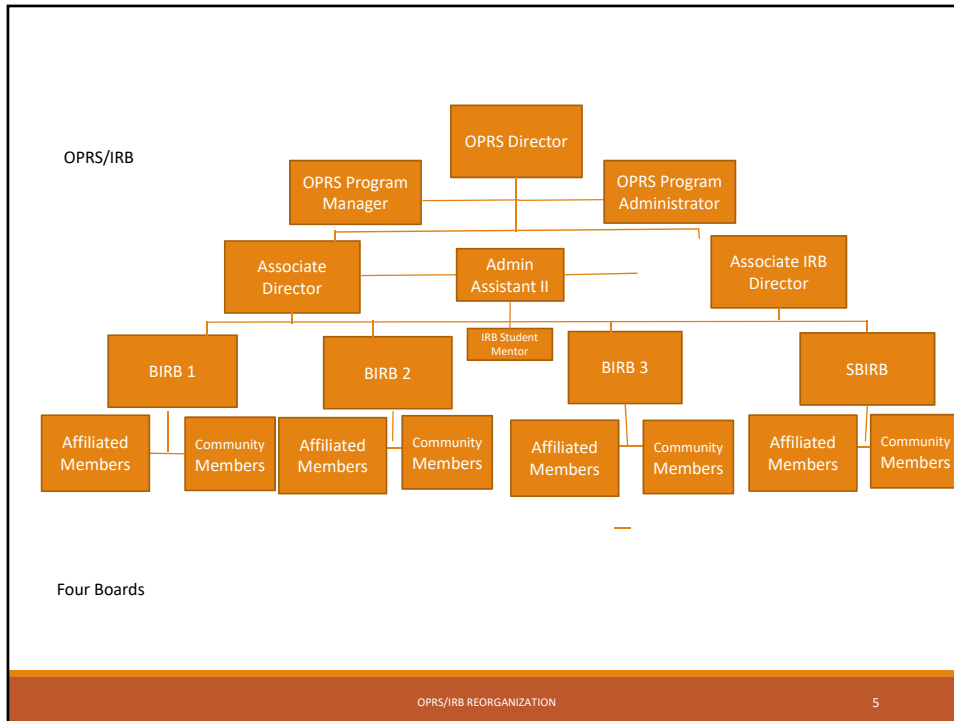 OPRS/IRB
OPRS Director
OPRS Program
Manager
OPRS Program
Administrator
Associate
Director
Admin
Assistant II
Associate IRB
Director
IRB Student
Mentor
BIRB 1
BIRB 2
BIRB 3
SBIRB
Affiliated
Members
Community
Members
Affiliated
Members
Community
Members
Affiliated
Members
Community
Members
Affiliated
Members
Community
Members
Four Boards
OPRS/IRB REORGANIZATION
5